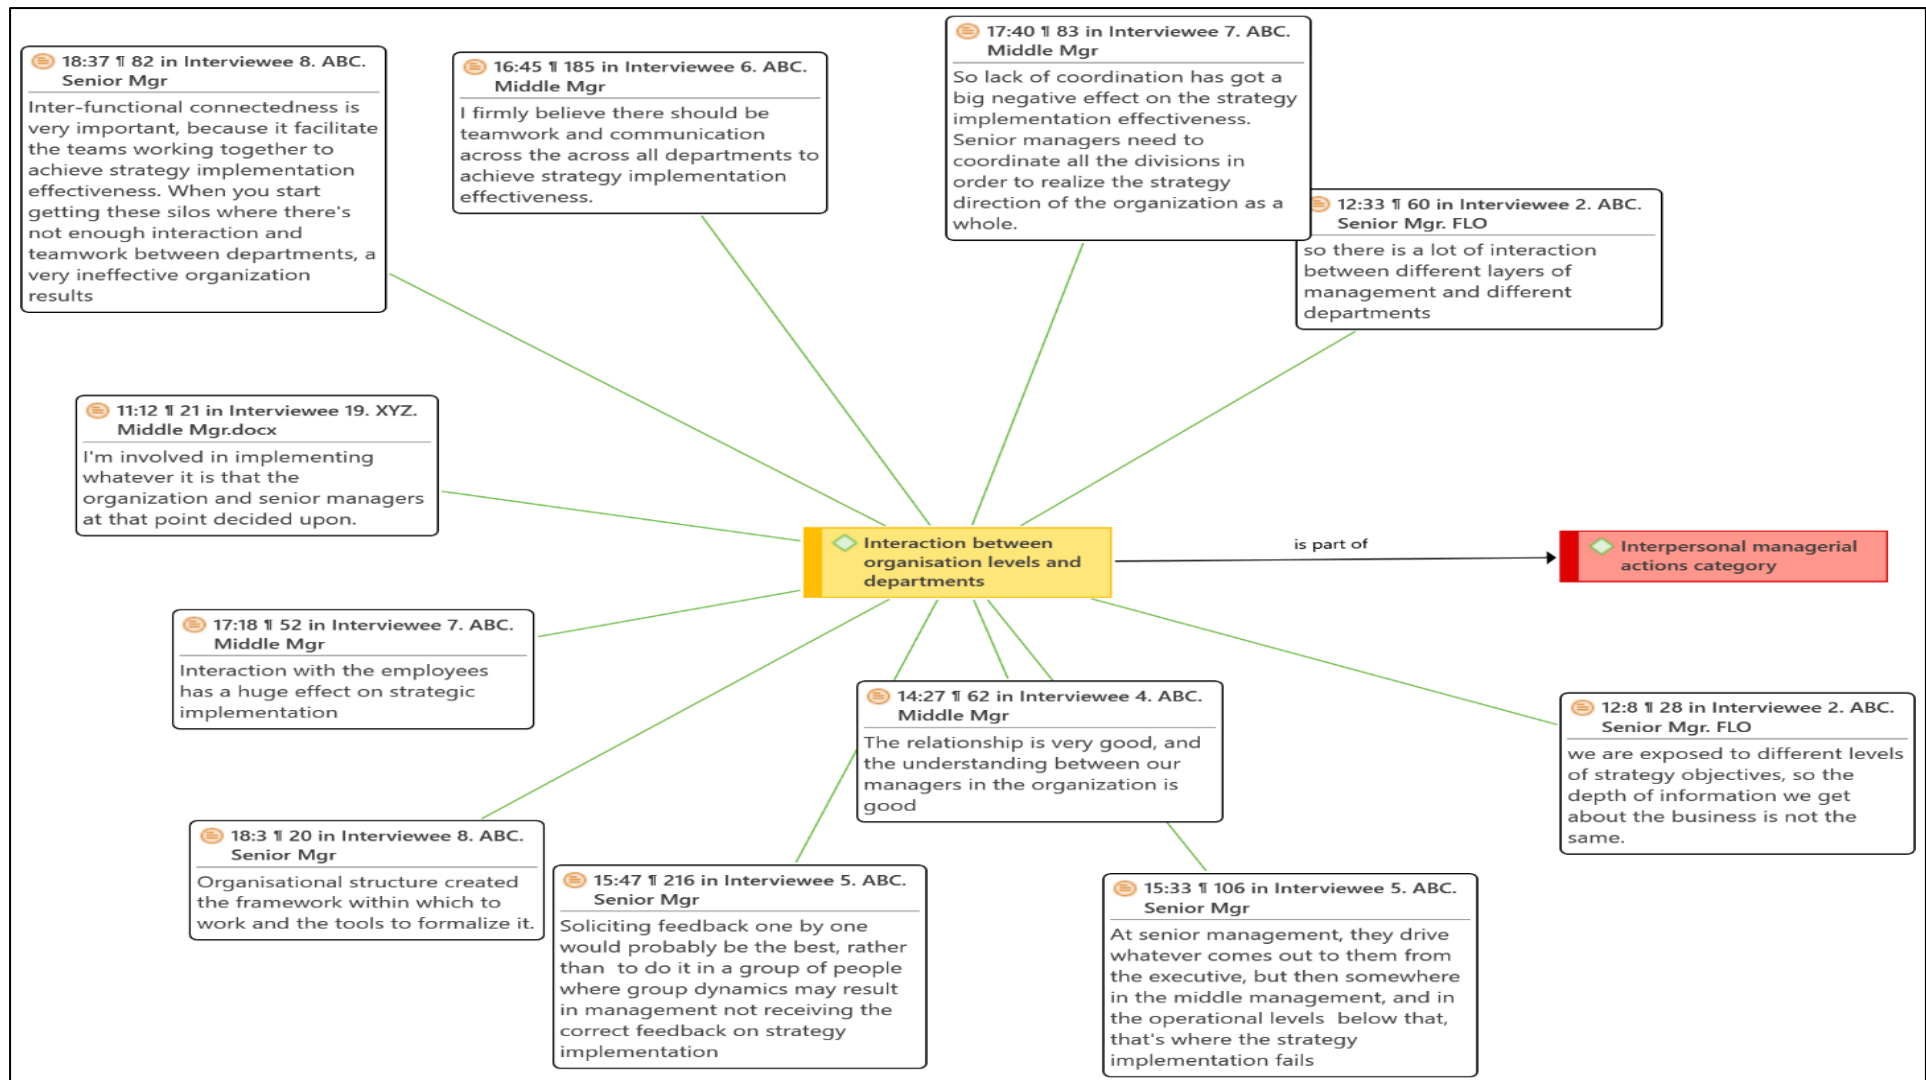 18:37 ¶ 82 in Interviewee 8. ABC.
Senior Mgr
Inter-functional connectedness is
very important, because it facilitate
the teams working together to
achieve strategy implementation
effectiveness. When you start
getting these silos where there's
not enough interaction and
teamwork between departments, a
very ineffective organization
results
16:45 ¶ 185 in Interviewee 6. ABC.
Middle Mgr
I firmly believe there should be
teamwork and communication
across the across all departments to
achieve strategy implementation
effectiveness.
17:40 ¶ 83 in Interviewee 7. ABC.
Middle Mgr
So lack of coordination has got a
big negative effect on the strategy
implementation effectiveness.
Senior managers need to
coordinate all the divisions in
order to realize the strategy
direction of the organization as a
whole.
12:33 ¶ 60 in Interviewee 2. ABC.
Senior Mgr. FLO
so there is a lot of interaction
between different layers of
management and different
departments
11:12 ¶ 21 in Interviewee 19. XYZ.
Middle Mgr.docx
I'm involved in implementing
whatever it is that the
organization and senior managers
at that point decided upon.
Interaction between
organisation levels and
departments
is part of
Interpersonal managerial
actions category
17:18 ¶ 52 in Interviewee 7. ABC.
Middle Mgr
Interaction with the employees
has a huge effect on strategic
implementation
14:27 ¶ 62 in Interviewee 4. ABC.
Middle Mgr
The relationship is very good, and
the understanding between our
managers in the organization is
good
12:8 ¶ 28 in Interviewee 2. ABC.
Senior Mgr. FLO
we are exposed to different levels
of strategy objectives, so the
depth of information we get
about the business is not the
same.
18:3 ¶ 20 in Interviewee 8. ABC.
Senior Mgr
Organisational structure created
the framework within which to
work and the tools to formalize it.
15:47 ¶ 216 in Interviewee 5. ABC.
Senior Mgr
Soliciting feedback one by one
would probably be the best, rather
than  to do it in a group of people
where group dynamics may result
in management not receiving the
correct feedback on strategy
implementation
15:33 ¶ 106 in Interviewee 5. ABC.
Senior Mgr
At senior management, they drive
whatever comes out to them from
the executive, but then somewhere
in the middle management, and in
the operational levels  below that,
that's where the strategy
implementation fails